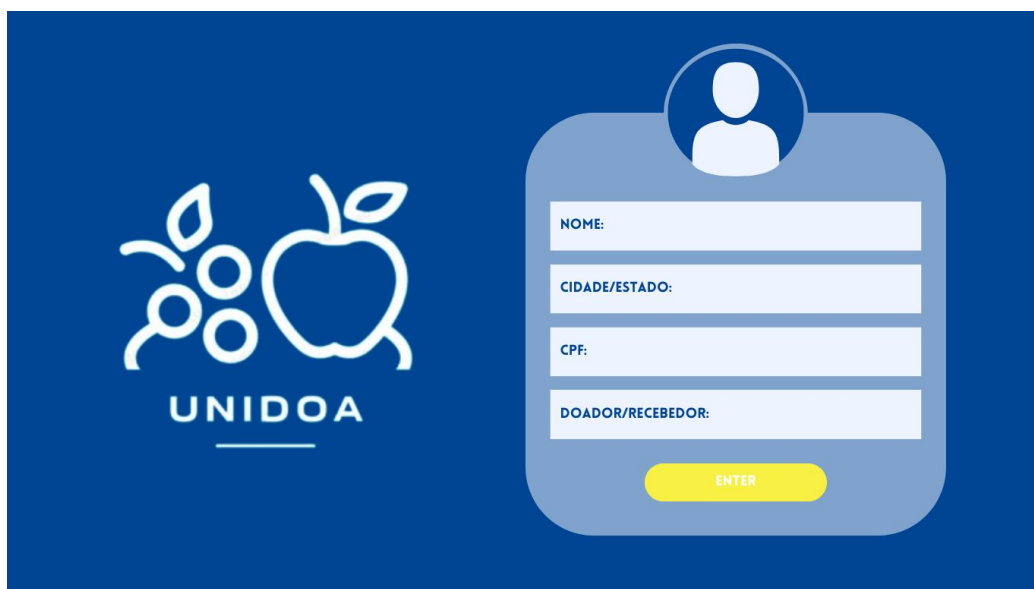 UNIDOA
NOME:
CIDADE/ESTADO:
CPF:
DOADOR/RECEBEDOR:
ENTER